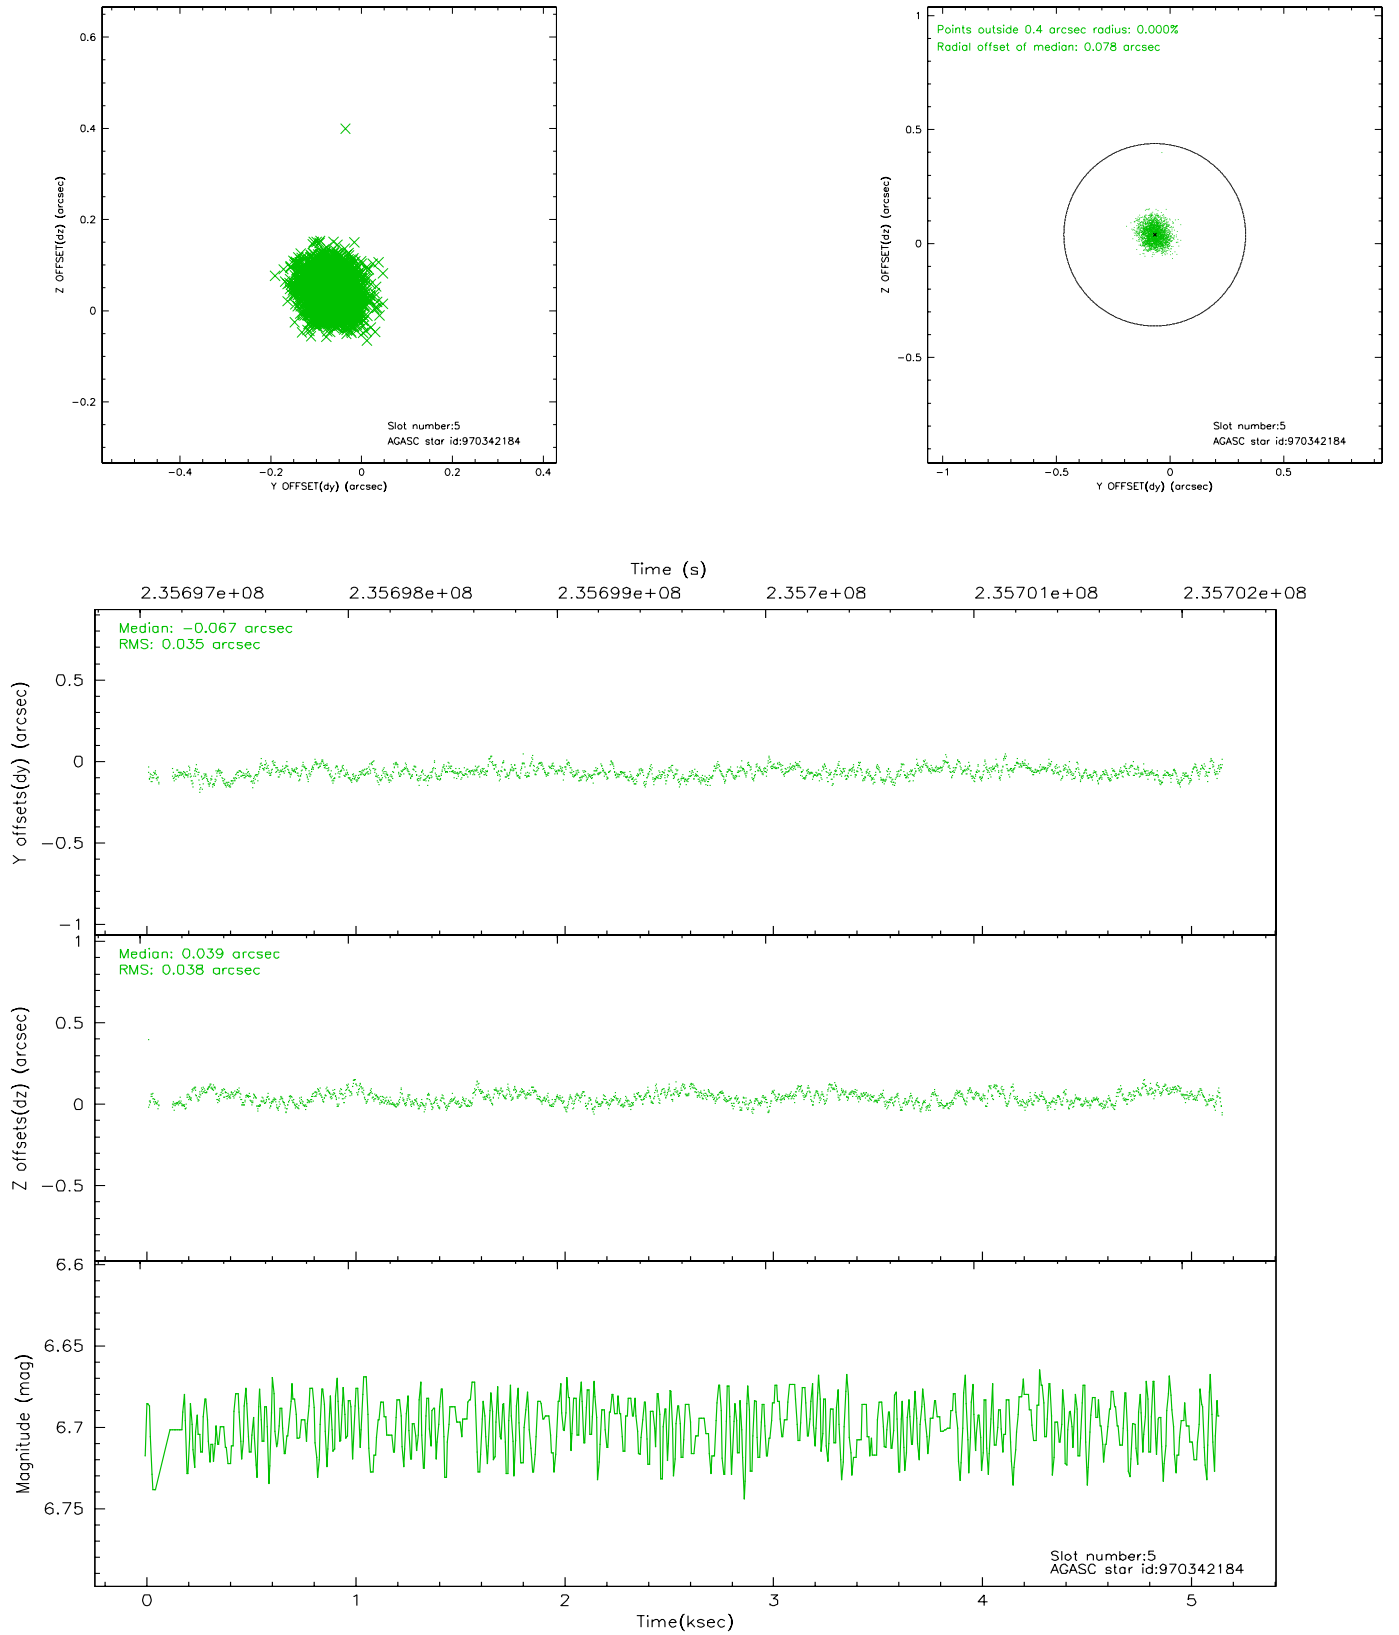 0.6
0.4
0.2
0
−0.2
Z OFFSET(dz) (arcsec)
Slot number:5
AGASC star id:970342184
−0.4 −0.2 0 0.2 0.4
Y OFFSET(dy) (arcsec)
Points outside 0.4 arcsec radius: 0.000%
Radial offset of median: 0.078 arcsec
1
0.5
0
−0.5
Z OFFSET(dz) (arcsec)
Slot number:5
AGASC star id:970342184
−1 −0.5 0 0.5
Y OFFSET(dy) (arcsec)
Time (s)
2.35697e+08 2.35698e+08 2.35699e+08 2.357e+08 2.35701e+08 2.35702e+08
Median: −0.067 arcsec
RMS: 0.035 arcsec
0.5
0
−0.5
−1
Y offsets(dy) (arcsec)
Median: 0.039 arcsec
RMS: 0.038 arcsec
1
0.5
0
−0.5
Z offsets(dz) (arcsec)
6.6
6.65
6.7
6.75
Magnitude (mag)
Slot number:5
AGASC star id:970342184
0 1 2 3 4 5
Time(ksec)